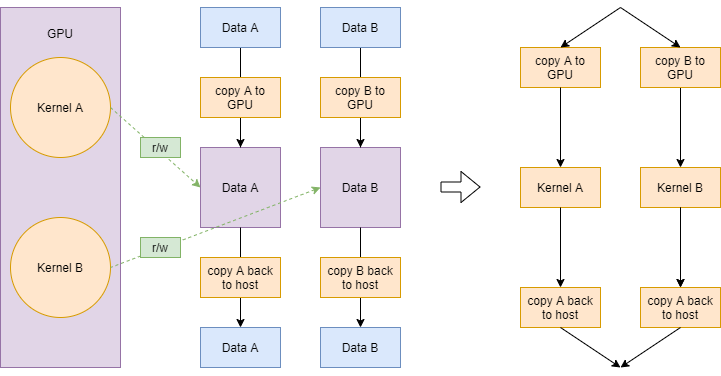 GPU
Kernel A
Kernel B
r/w
r/w
Data A
copy A to
GPU
Data A
copy A back
to host
Data A
Data B
copy B to
GPU
Data B
copy B back
to host
Data B
copy A to
GPU
Kernel A
copy A back
to host
copy B to
GPU
Kernel B
copy A back
to host